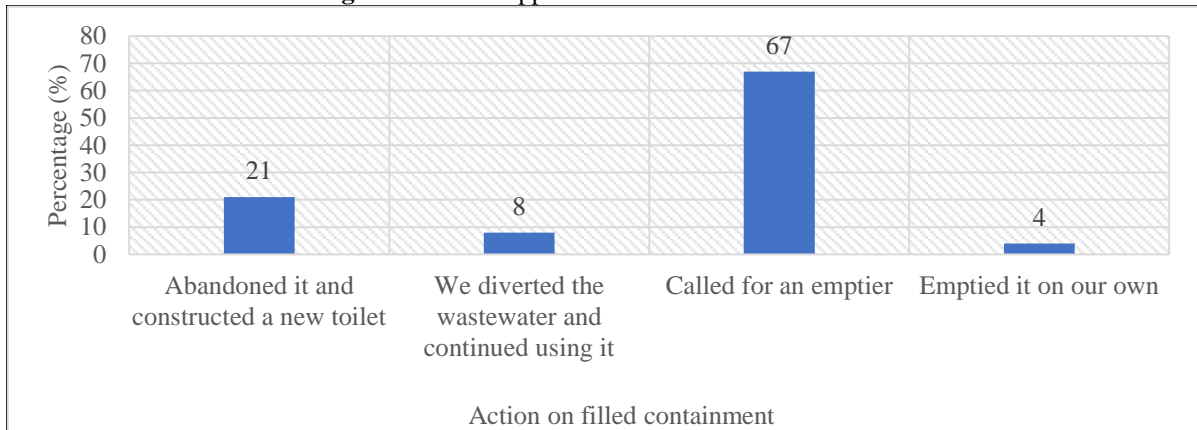 80
70
60
50
40
30
20
10
0
Percentage (%)
21
8
67
4
Abandoned it and
constructed a new toilet
We diverted the
wastewater and
continued using it
Called for an emptier
Emptied it on our own
Action on filled containment